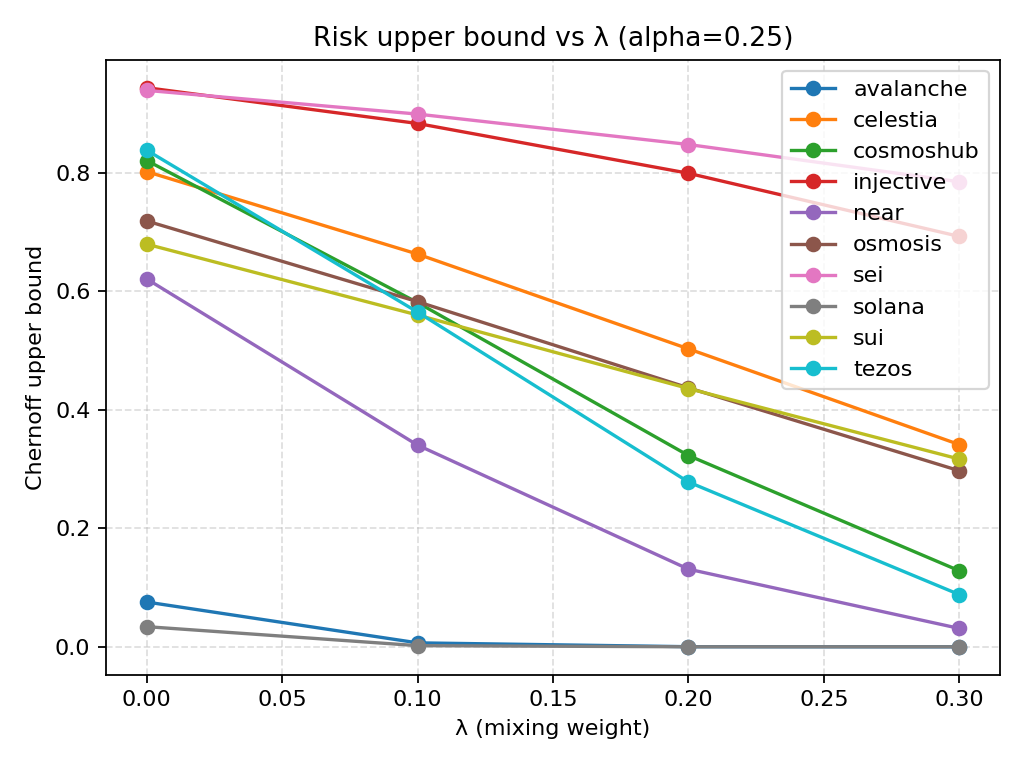 Risk upper bound vs λ (alpha=0.25)
Chernoff upper bound
0.8
0.6
0.4
0.2
0.0
avalanche
celestia
cosmoshub
injective
near
osmosis
sei
solana
sui
tezos
0.00 0.05 0.10 0.15 0.20 0.25 0.30
λ (mixing weight)